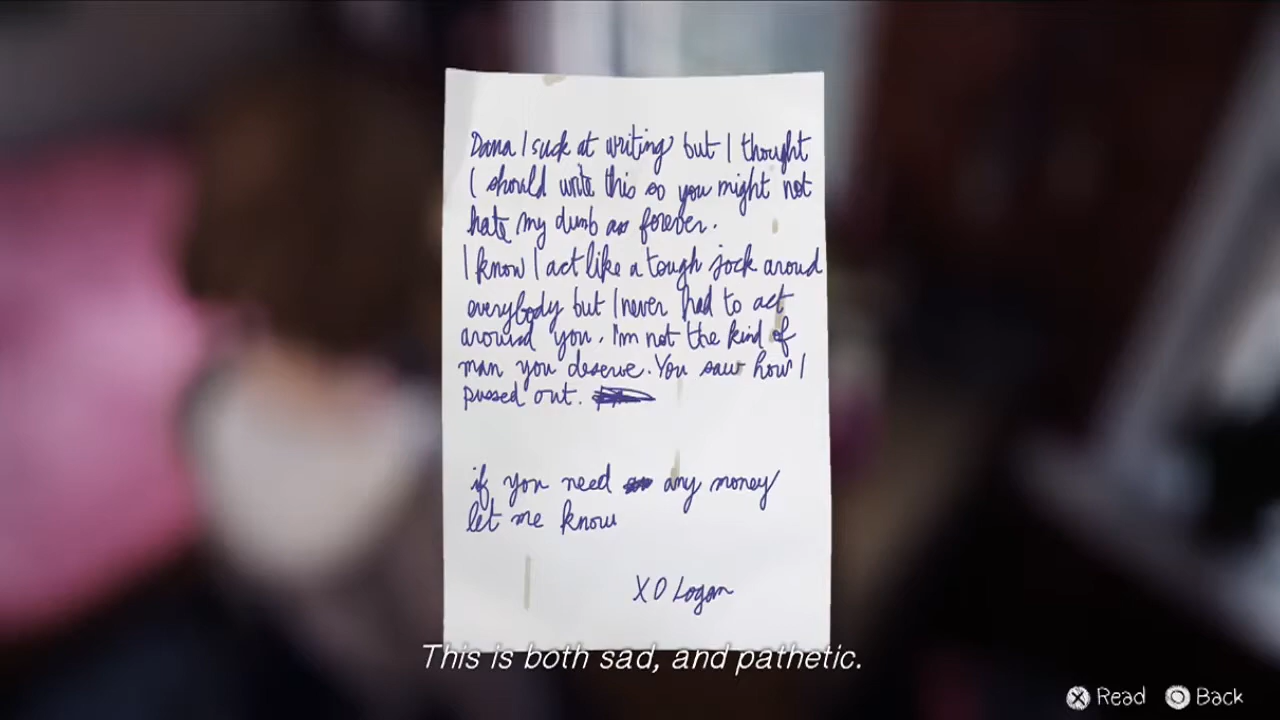 Dana I suck at writing but I thought
I should write this so you might not
hate my dumb ass forever.
I know I act like a tough jock aroud
everybody but I never had to act
around you. I'm not the kind of
man you deserve. You saw how I
pussed out.
if you need any money
let me know
XO Logan
This is both sad, and pathetic.
Read Back